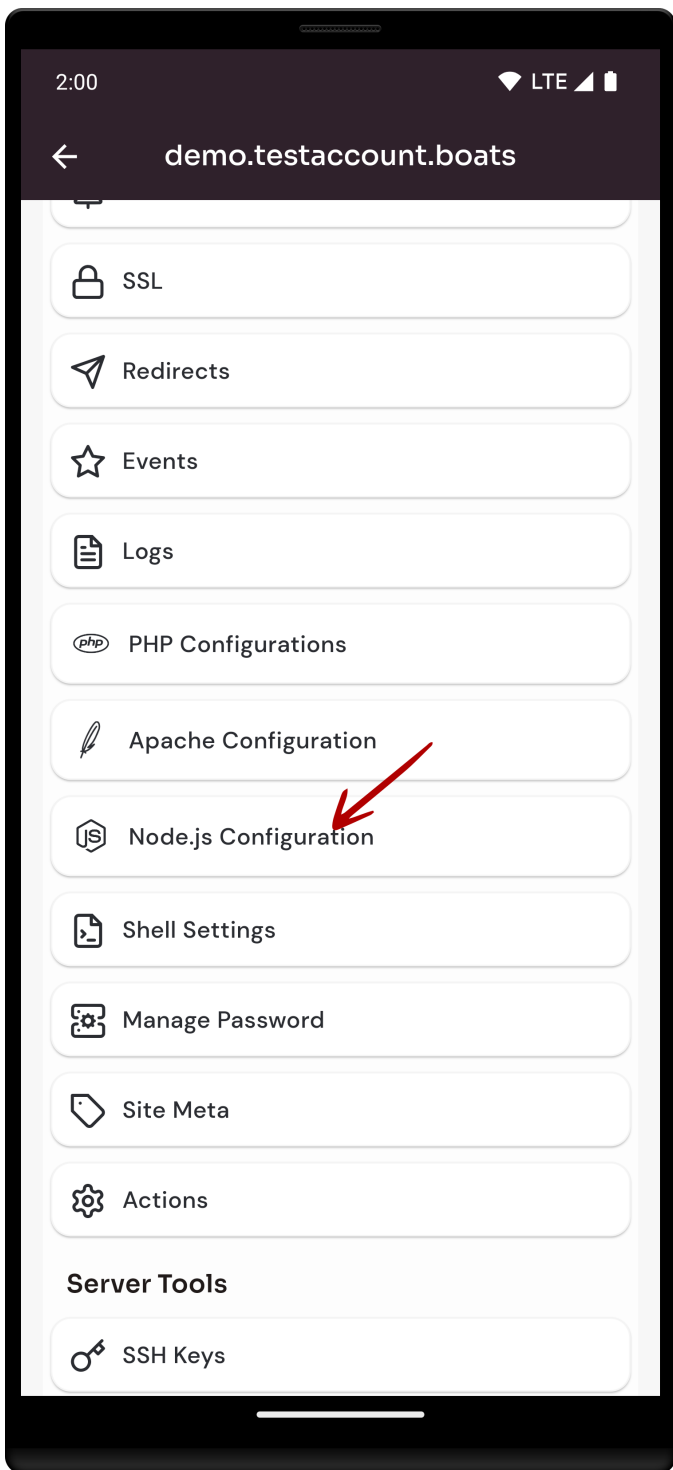 2:00
LTE
demo.testaccount.boats
SSL
Redirects
Events
Logs
php
PHP Configurations
Apache Configuration
JS
Node.js Configuration
Shell Settings
Manage Password
Site Meta
Actions
Server Tools
SSH Keys